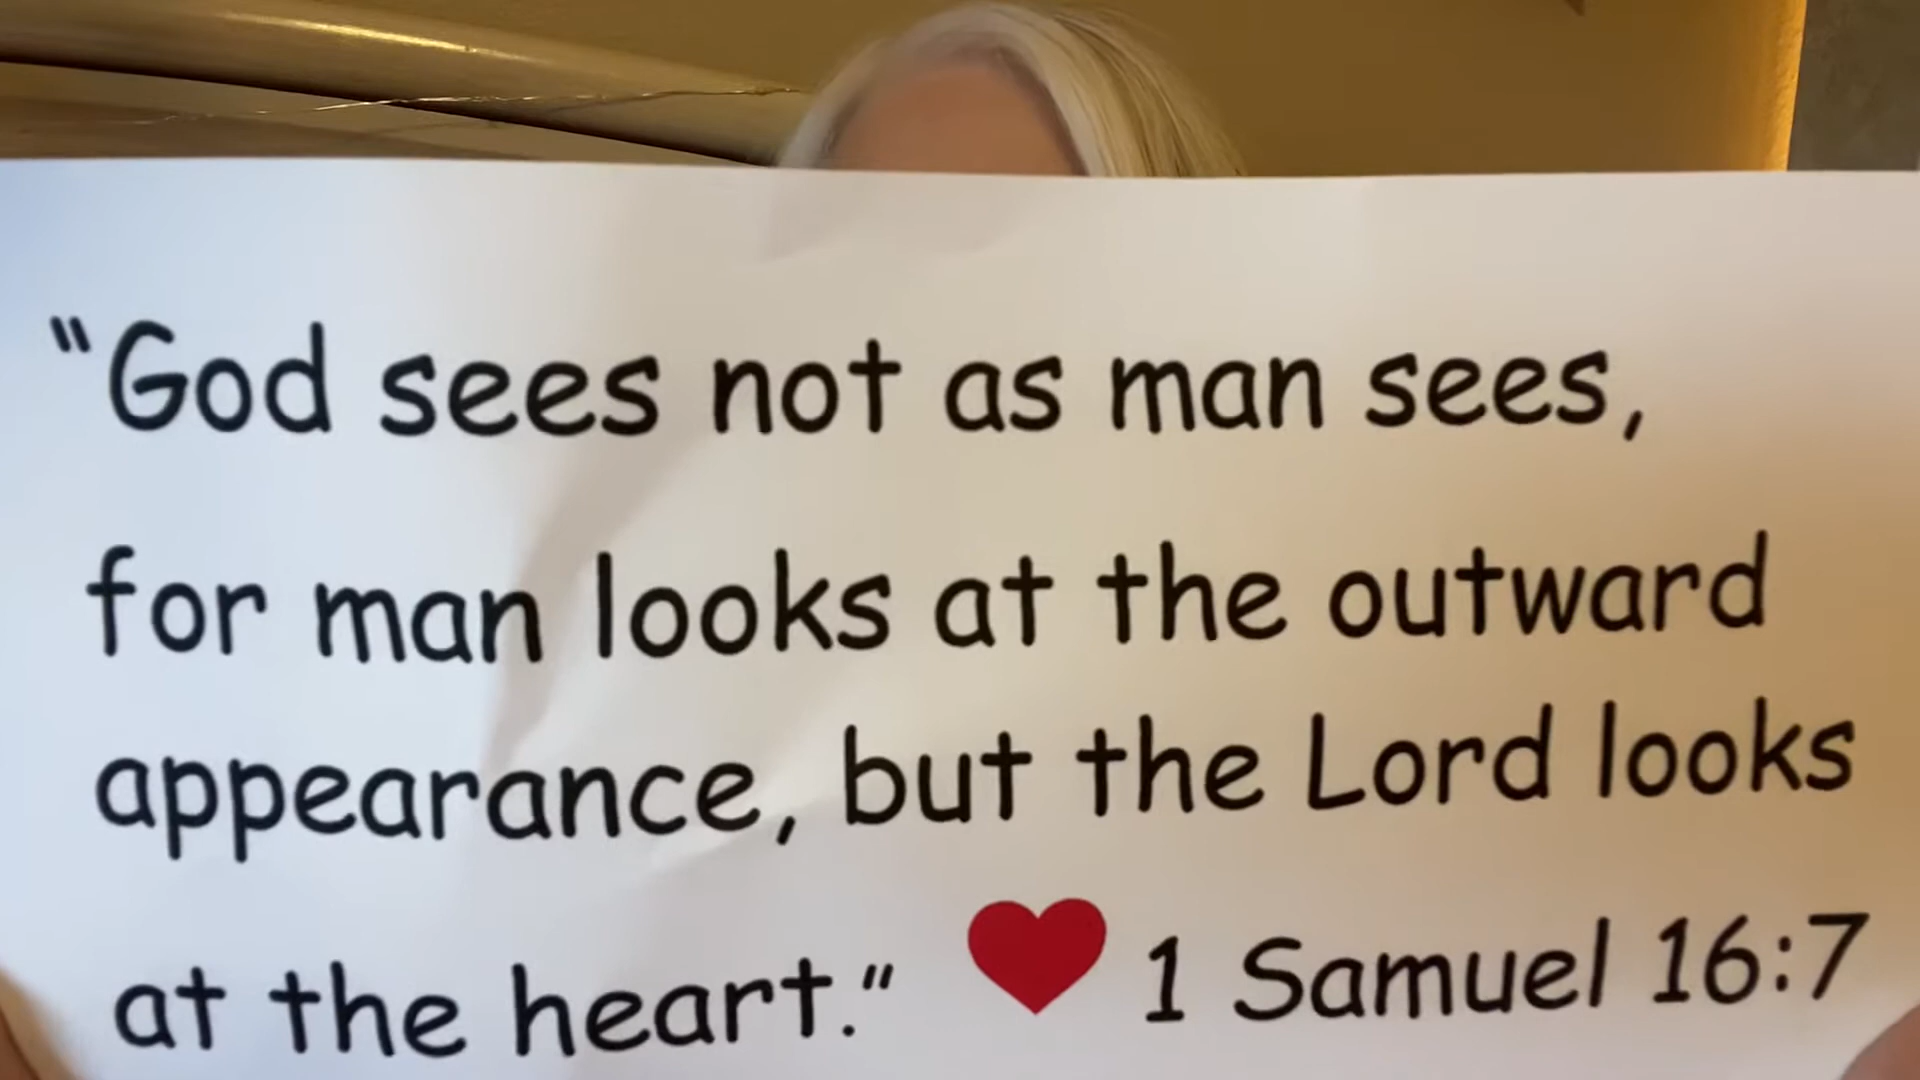 "God sees not as man sees,
for man looks at the outward
appearance, but the Lord looks
at the heart." 1 Samuel 16:7